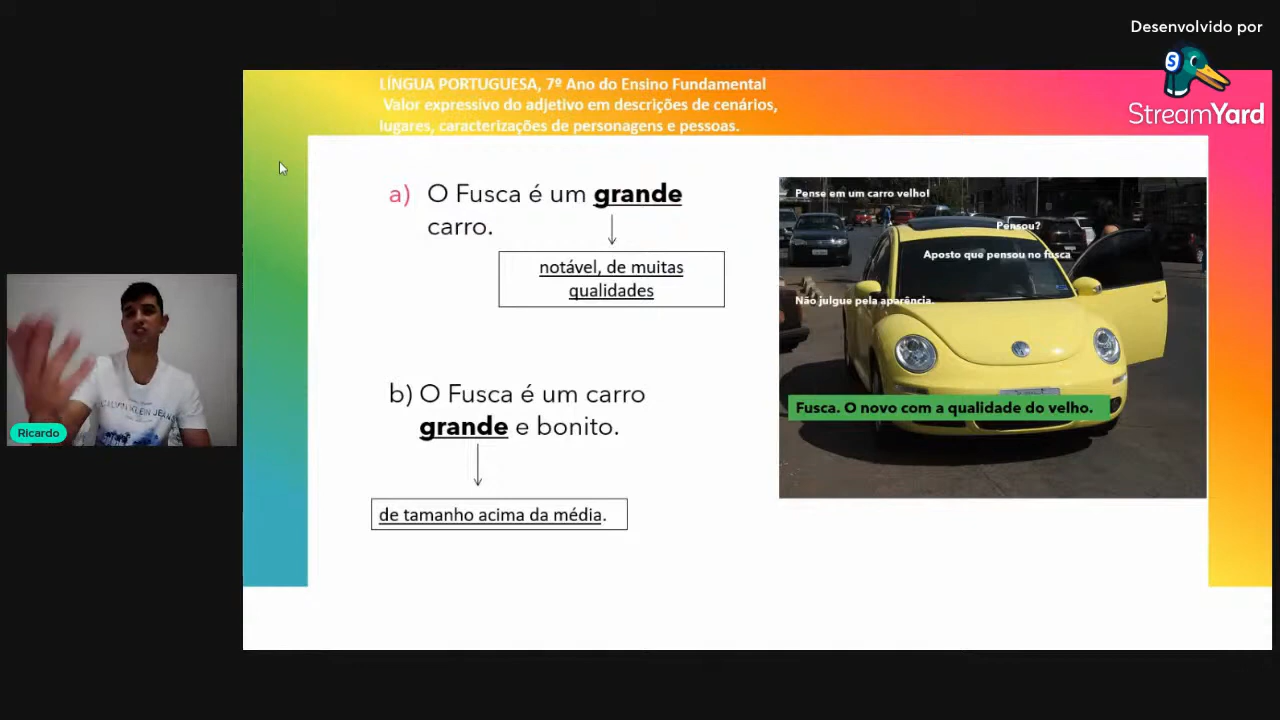 Desenvolvido por
StreamYard
LÍNGUA PORTUGUESA, 7º Ano do Ensino Fundamental
Valor expressivo do adjetivo em descrições de cenários,
lugares, caracterizações de personagens e pessoas.
a) O Fusca é um grande
carro.
notável, de muitas
qualidades
b) O Fusca é um carro
grande e bonito.
de tamanho acima da média.
Pense em um carro velho!
Pensou?
Aposto que pensou no fusca
Não julgue pela aparência.
Fusca. O novo com a qualidade do velho.
CALVIN KLEIN JEANS
Ricardo